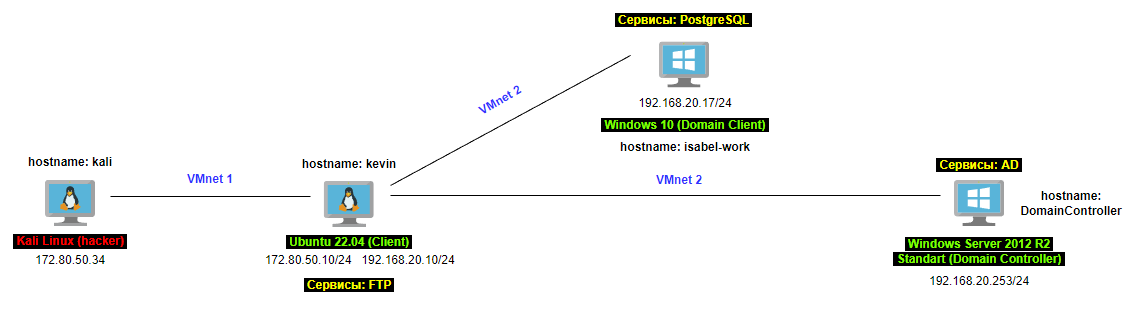 Сервисы: PostgreSQL
192.168.20.17/24
Windows 10 (Domain Client)
hostname: isabel-work
VMnet 2
hostname: kali
VMnet 1
hostname: kevin
VMnet 2
Сервисы: AD
hostname:
DomainController
Kali Linux (hacker)
172.80.50.34
Ubuntu 22.04 (Client)
172.80.50.10/24 192.168.20.10/24
Сервисы: FTP
Windows Server 2012 R2
Standart (Domain Controller)
192.168.20.253/24